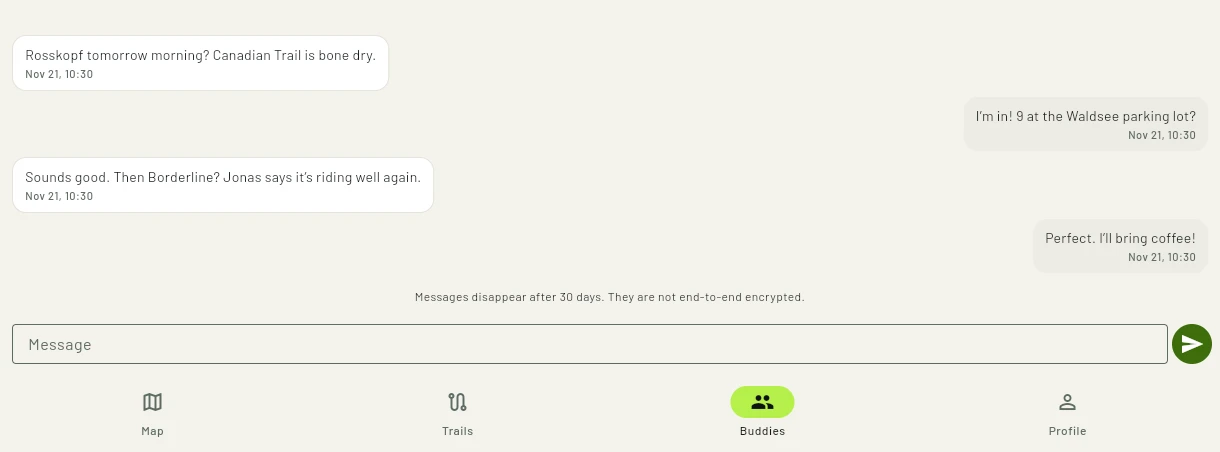 Rosskopf tomorrow morning? Canadian Trail is bone dry.
Nov 21, 10:30
I’m in! 9 at the Waldsee parking lot?
Nov 21, 10:30
Sounds good. Then Borderline? Jonas says it’s riding well again.
Nov 21, 10:30
Perfect. I’ll bring coffee!
Nov 21, 10:30
Messages disappear after 30 days. They are not end-to-end encrypted.
Message
Map
Trails
Buddies
Profile